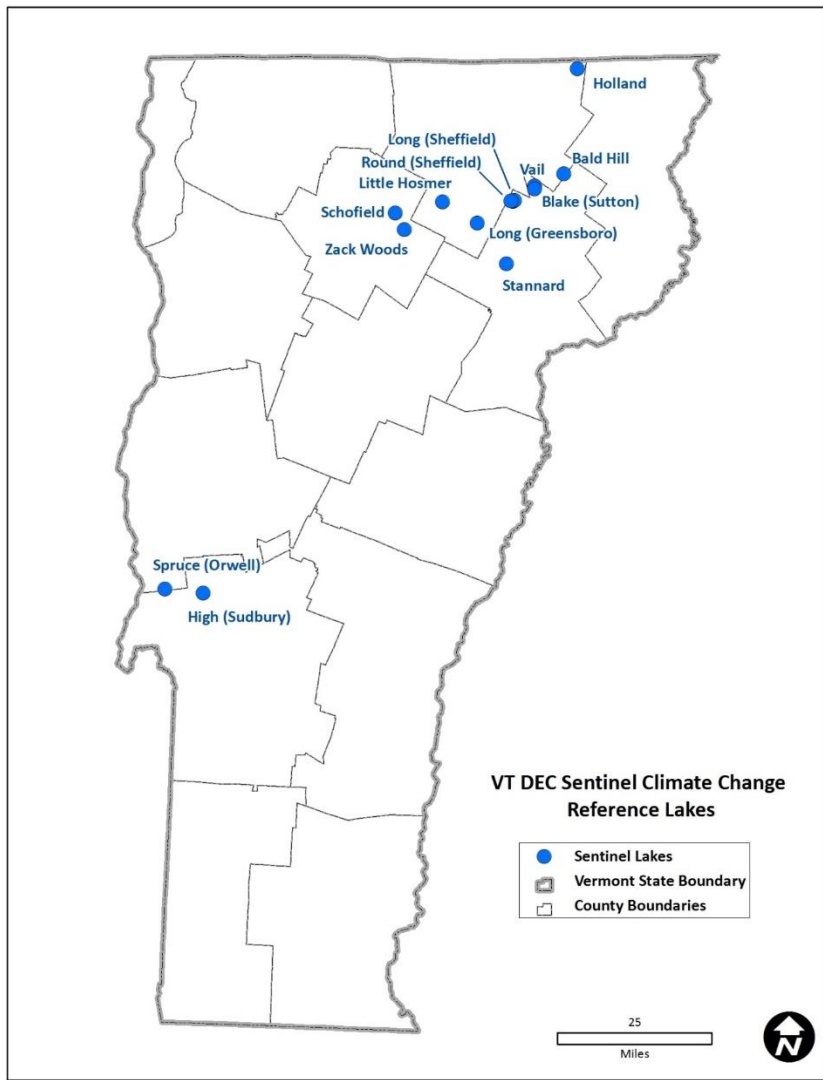 Holland
Long (Sheffield)
Round (Sheffield)
Vail
Bald Hill
Little Hosmer
Blake (Sutton)
Schofield
Long (Greensboro)
Zack Woods
Stannard
Spruce (Orwell)
High (Sudbury)
VT DEC Sentinel Climate Change
Reference Lakes
Sentinel Lakes
Vermont State Boundary
County Boundaries
25
Miles
N